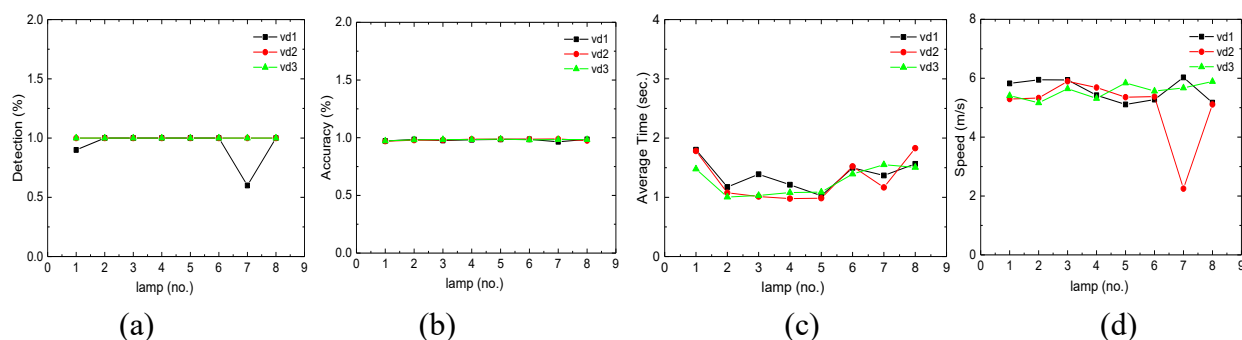 2.0
1.5
1.0
0.5
0.0
Detection (%)
0 1 2 3 4 5 6 7 8 9
lamp (no.)
vd1
vd2
vd3
(a)
2.0
1.5
1.0
0.5
0.0
Accuracy (%)
0 1 2 3 4 5 6 7 8 9
lamp (no.)
vd1
vd2
vd3
(b)
4
3
2
1
0
Average Time (sec.)
0 1 2 3 4 5 6 7 8 9
lamp (no.)
vd1
vd2
vd3
(c)
8
6
4
2
0
Speed (m/s)
0 1 2 3 4 5 6 7 8 9
lamp (no.)
vd1
vd2
vd3
(d)